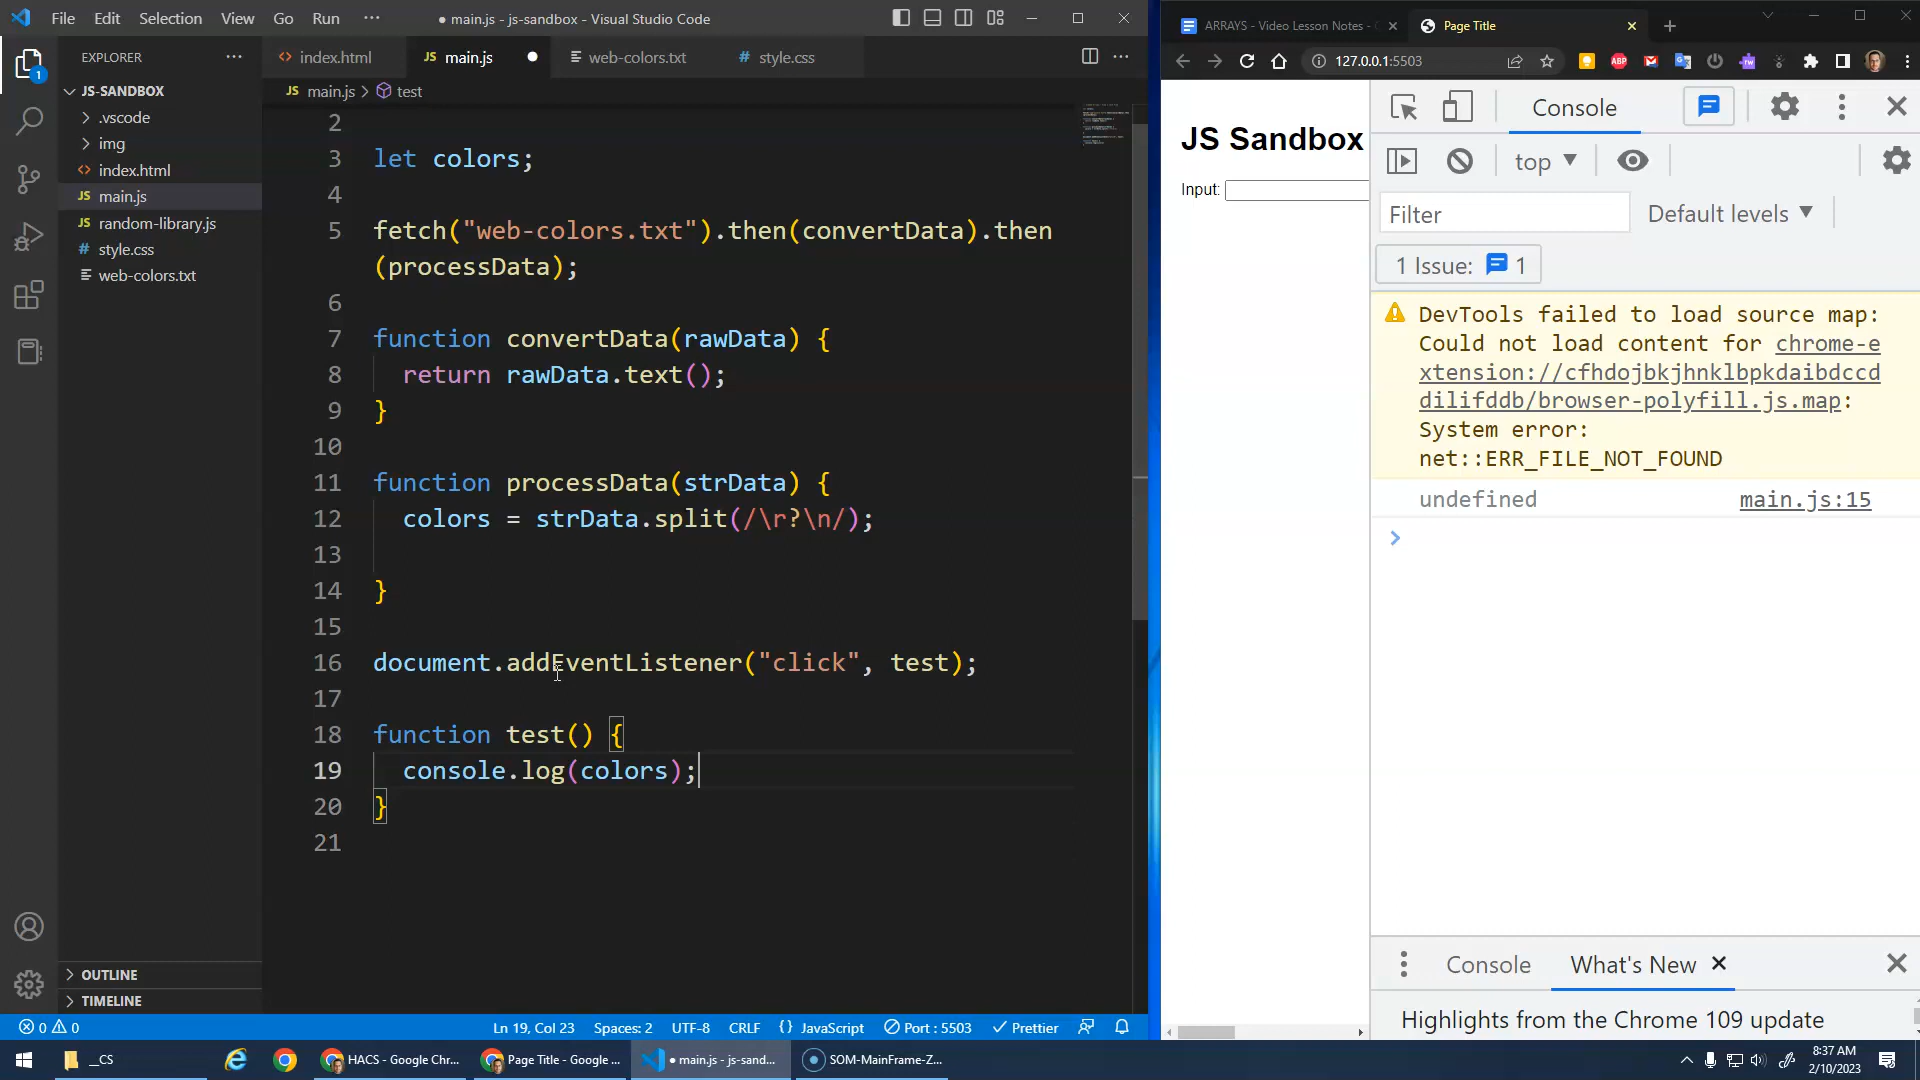 File Edit Selection View Go Run ··· ● main.js - js-sandbox - Visual Studio Code
EXPLORER ···
JS-SANDBOX
.vscode
img
index.html
JS main.js
JS random-library.js
# style.css
web-colors.txt
OUTLINE
TIMELINE
1
<> index.html JS main.js ● web-colors.txt # style.css
JS main.js > test
2
3 let colors;
4
5 fetch("web-colors.txt").then(convertData).then
(processData);
6
7 function convertData(rawData) {
8 return rawData.text();
9 }
10
11 function processData(strData) {
12 colors = strData.split(/\r?\n/);
13
14 }
15
16 document.addEventListener("click", test);
17
18 function test() {
19 console.log(colors);
20 }
21
0 0 Ln 19, Col 23 Spaces: 2 UTF-8 CRLF {} JavaScript Port : 5503 Prettier
ARRAYS - Video Lesson Notes - Page Title
127.0.0.1:5503
JS Sandbox
Input:
Console
top
Filter Default levels
1 Issue: 1
DevTools failed to load source map:
Could not load content for chrome-e
xtension://cfhdojbkjhnklbpkdaibdccd
dilifddb/browser-polyfill.js.map:
System error:
net::ERR_FILE_NOT_FOUND
undefined main.js:15
Console What's New
Highlights from the Chrome 109 update
_CS HACS - Google Chr... Page Title - Google ... ● main.js - js-sand... SOM-MainFrame-Z...
8:37 AM
2/10/2023